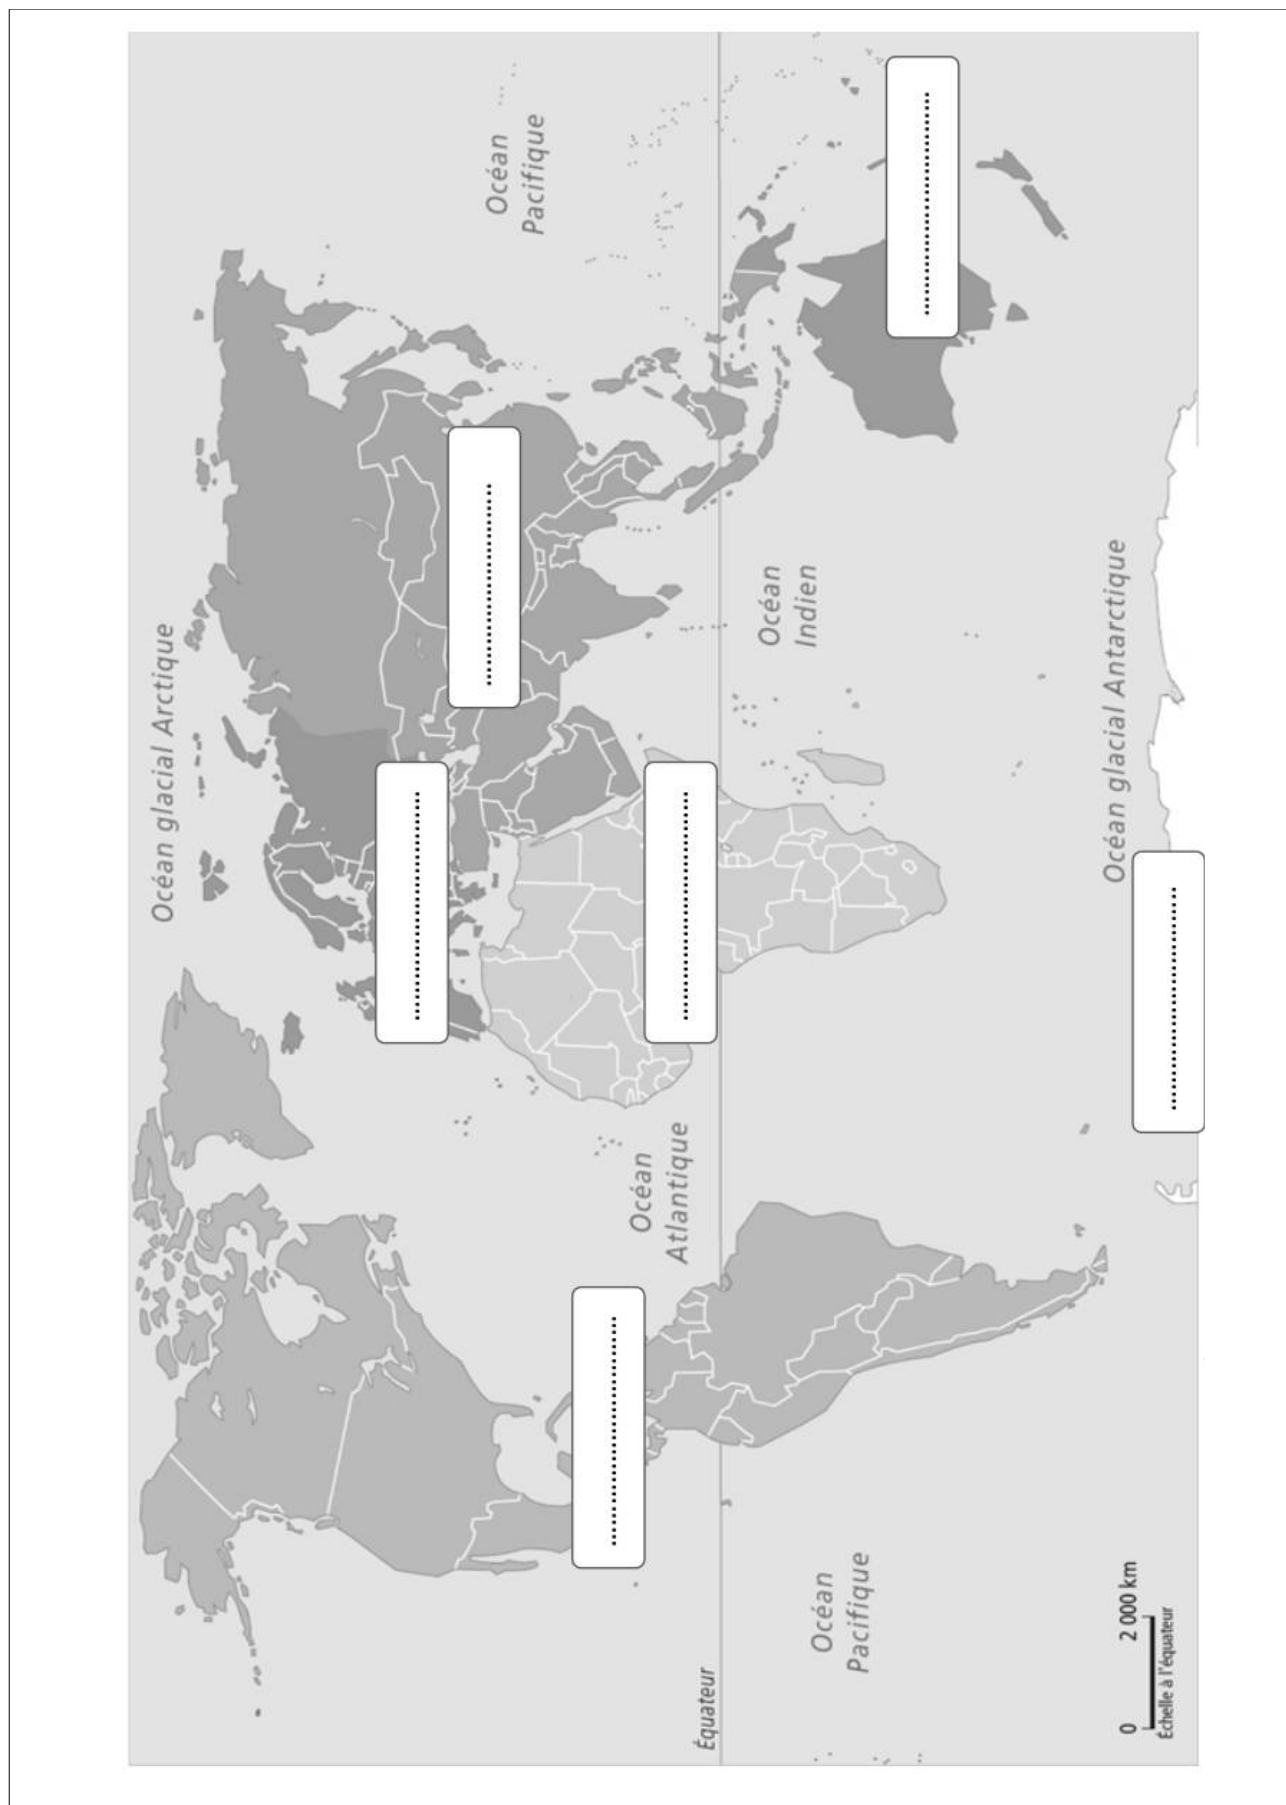 Océan glacial Arctique
Océan
Pacifique
Océan
Atlantique
Équateur
Océan
Indien
Océan
Pacifique
Océan glacial Antarctique
0 2 000 km
Échelle à l'équateur